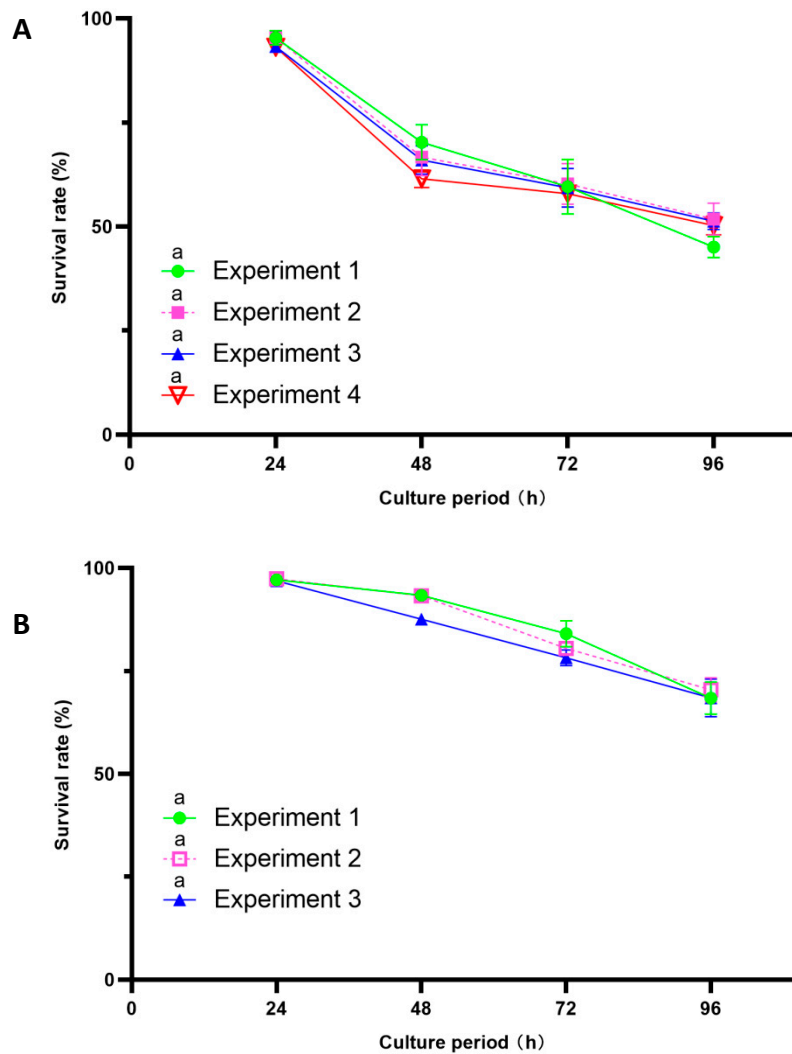 A
100
50
0
Survival rate (%)
a
Experiment 1
a
Experiment 2
a
Experiment 3
a
Experiment 4
0 24 48 72 96
Culture period（h）
B
100
50
0
Survival rate (%)
a
Experiment 1
a
Experiment 2
a
Experiment 3
0 24 48 72 96
Culture period（h）